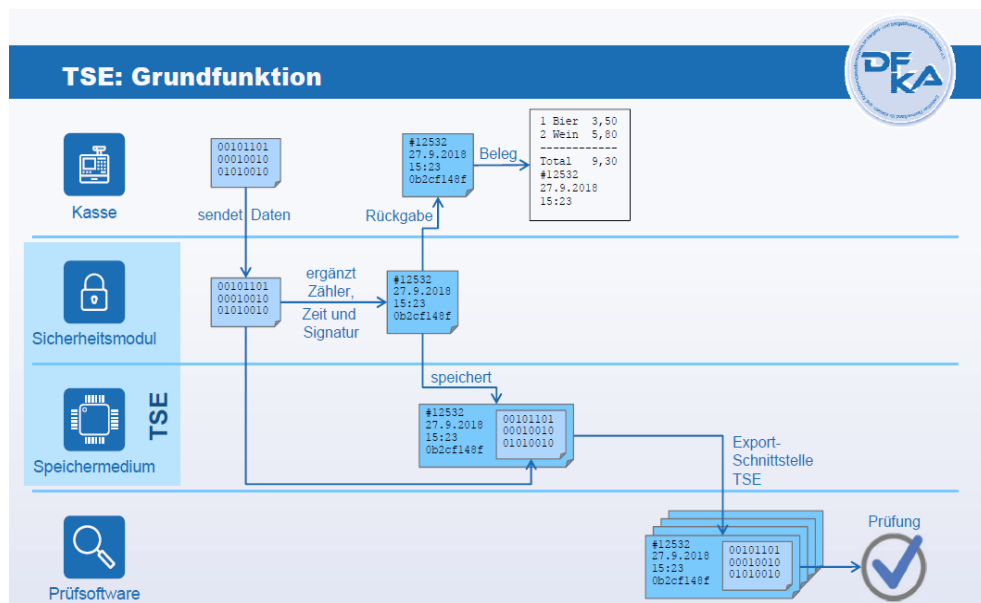 TSE: Grundfunktion
DF
KA
Kasse
00101101
00010010
01010010
sendet Daten
#12532
27.9.2018
15:23
0b2cf148f
Rückgabe
Beleg
1 Bier 3,50
2 Wein 5,80
------------
Total 9,30
#12532
27.9.2018
15:23
Sicherheitsmodul
00101101
00010010
01010010
ergänzt
Zähler,
Zeit und
Signatur
#12532
27.9.2018
15:23
0b2cf148f
TSE
Speichermedium
speichert
#12532
27.9.2018
15:23
0b2cf148f
00101101
00010010
01010010
Export-
Schnittstelle
TSE
Prüfsoftware
#12532
27.9.2018
15:23
0b2cf148f
00101101
00010010
01010010
Prüfung